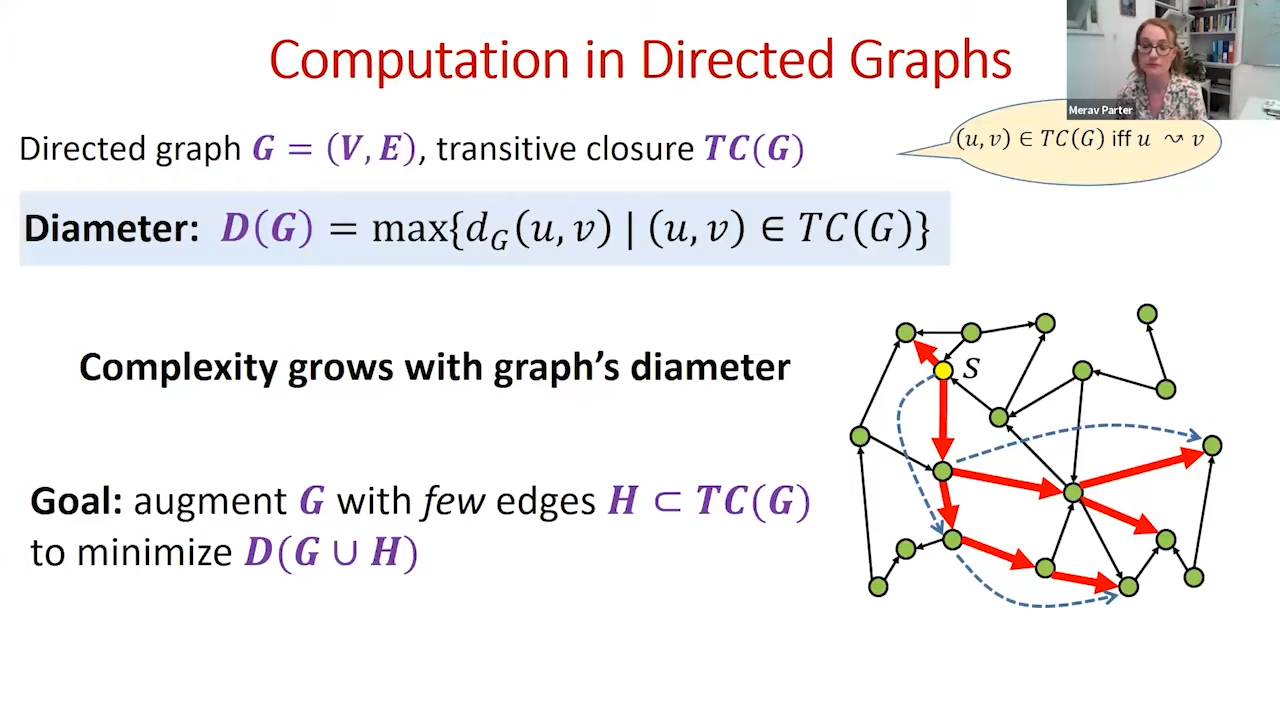 Computation in Directed Graphs
Merav Parter
Directed graph G = (V, E), transitive closure TC(G)
(u, v) ∈ TC(G) iff u ⇝ v
Diameter: D(G) = max{d_G(u, v) | (u, v) ∈ TC(G)}
Complexity grows with graph's diameter
S
Goal: augment G with few edges H ⊂ TC(G)
to minimize D(G ∪ H)